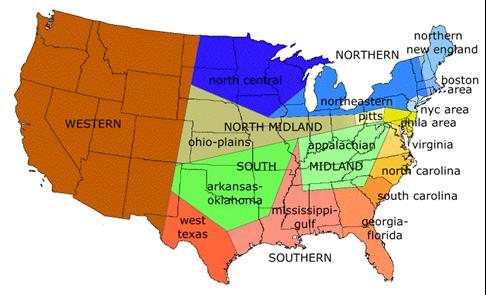 northern
new england
NORTHERN
north central
boston
area
northeastern
nyc area
pitts
phila area
WESTERN
NORTH MIDLAND
ohio-plains
appalachian
virginia
SOUTH
MIDLAND
north carolina
arkansas-
oklahoma
south carolina
mississippi-
gulf
west
texas
georgia-
florida
SOUTHERN